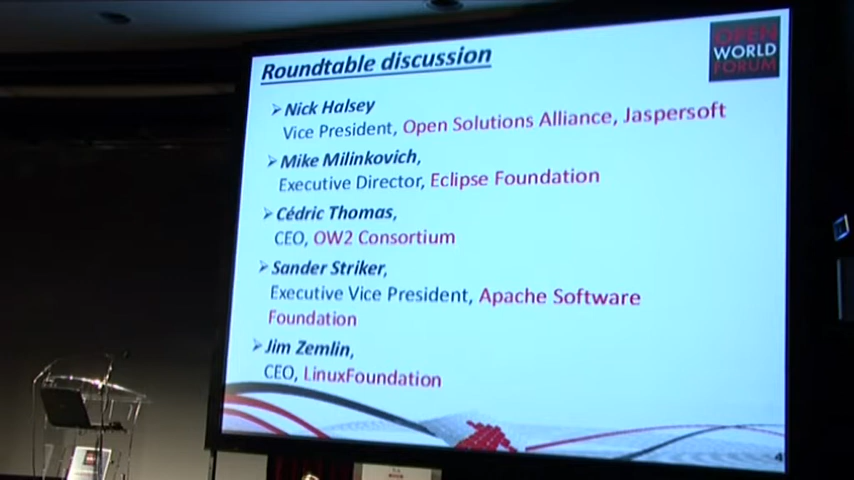 Roundtable discussion
OPEN
WORLD
FORUM
➢Nick Halsey
Vice President, Open Solutions Alliance, Jaspersoft
➢Mike Milinkovich,
Executive Director, Eclipse Foundation
➢Cédric Thomas,
CEO, OW2 Consortium
➢Sander Striker,
Executive Vice President, Apache Software
Foundation
➢Jim Zemlin,
CEO, LinuxFoundation
4